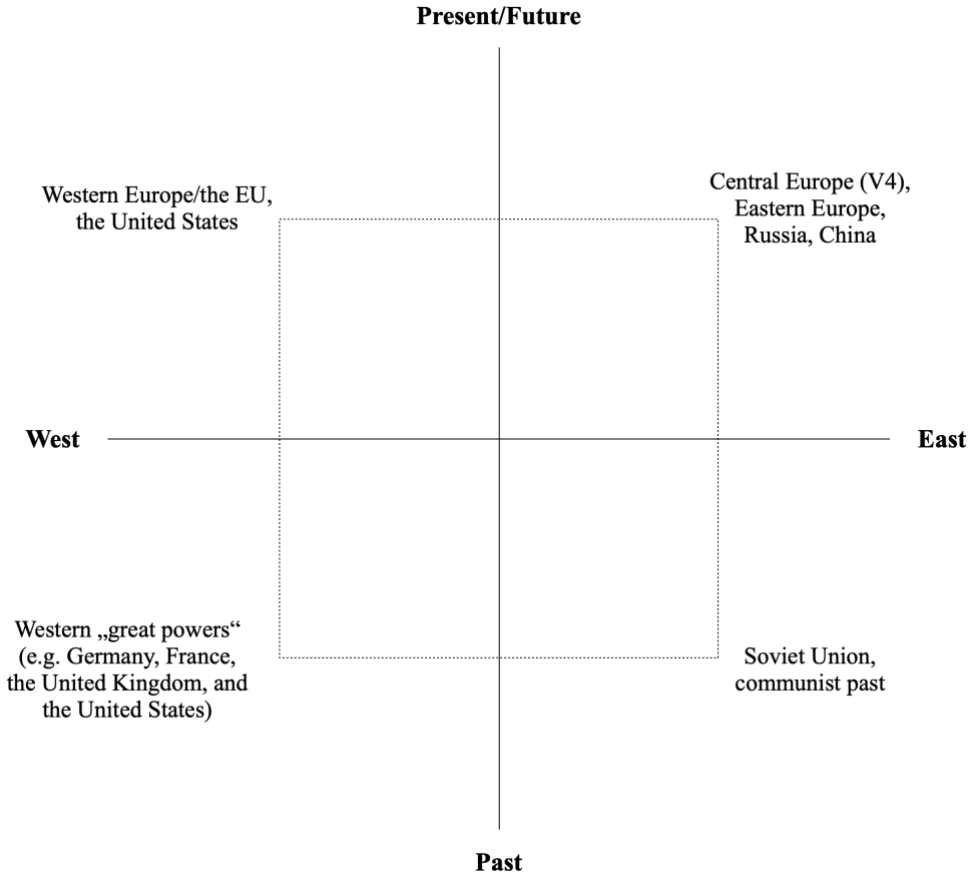 Present/Future
Western Europe/the EU,
the United States
Central Europe (V4),
Eastern Europe,
Russia, China
West
East
Western „great powers“
(e.g. Germany, France,
the United Kingdom, and
the United States)
Soviet Union,
communist past
Past